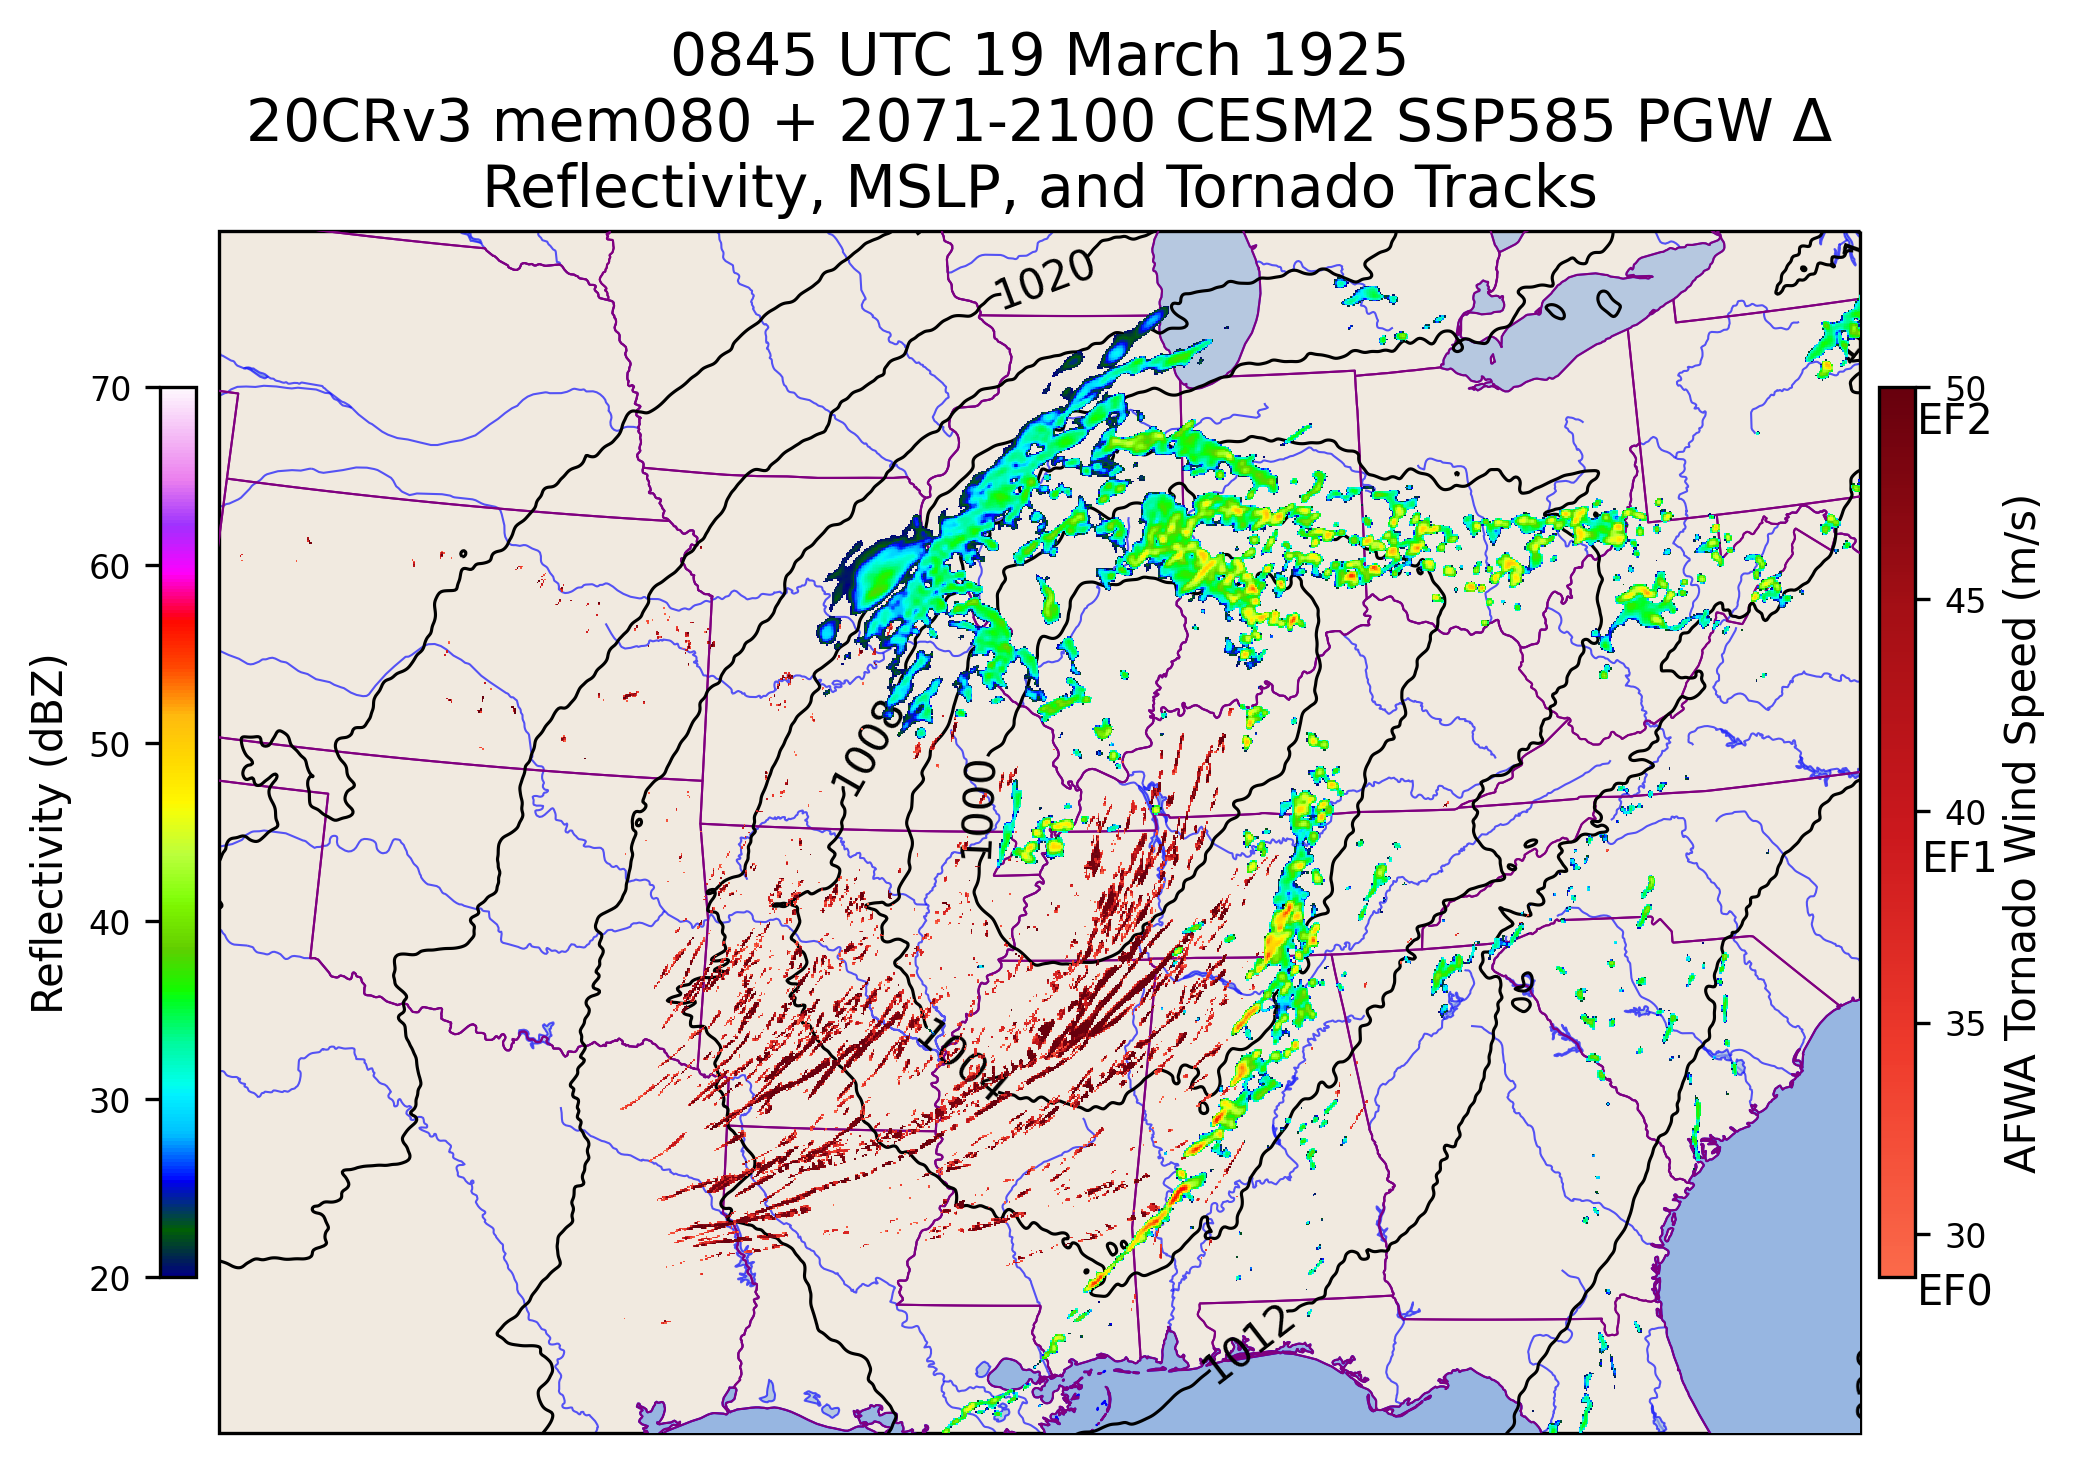 0845 UTC 19 March 1925
20CRv3 mem080 + 2071-2100 CESM2 SSP585 PGW Δ
Reflectivity, MSLP, and Tornado Tracks
70
60
50
40
30
20
Reflectivity (dBZ)
1020
1008
1000
1004
1012
50
EF2
45
40
EF1
35
30
EF0
AFWA Tornado Wind Speed (m/s)